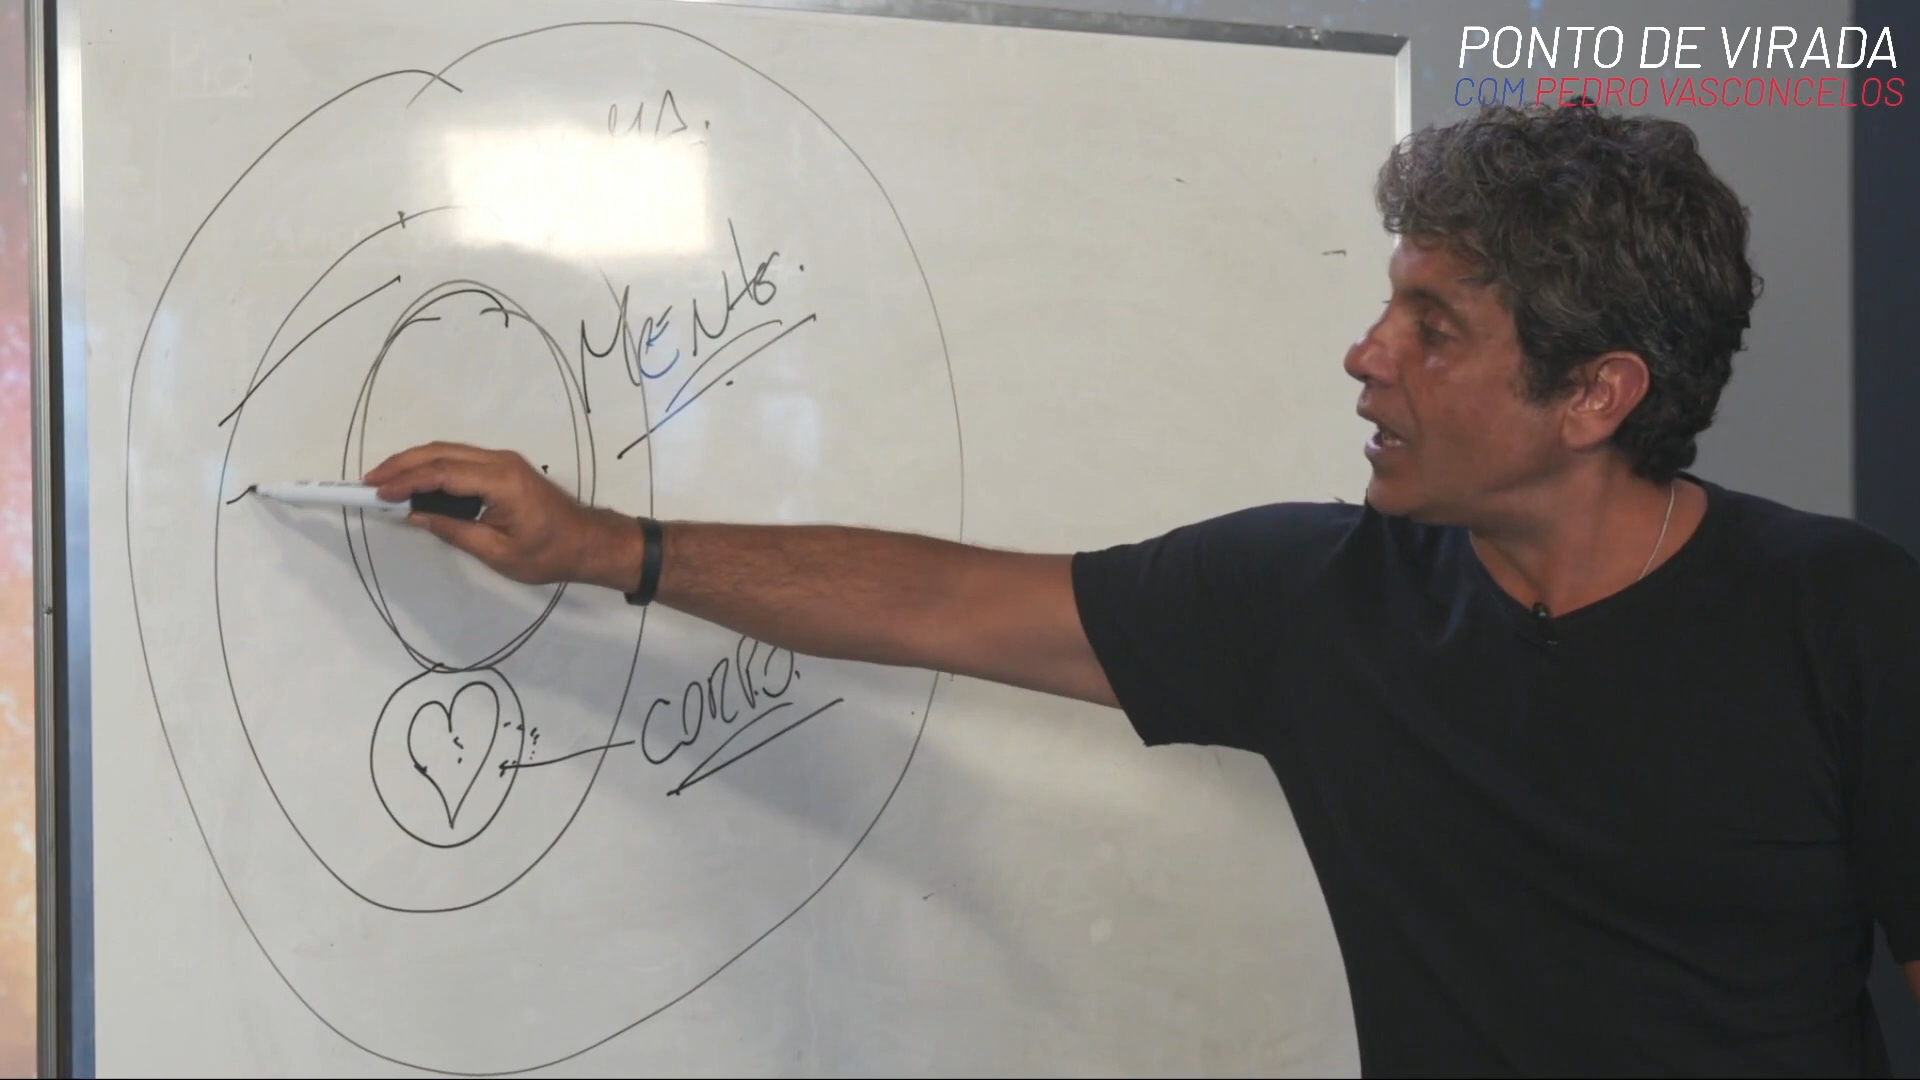 PONTO DE VIRADA
COM PEDRO VASCONCELOS
MENTE.
CORPO.